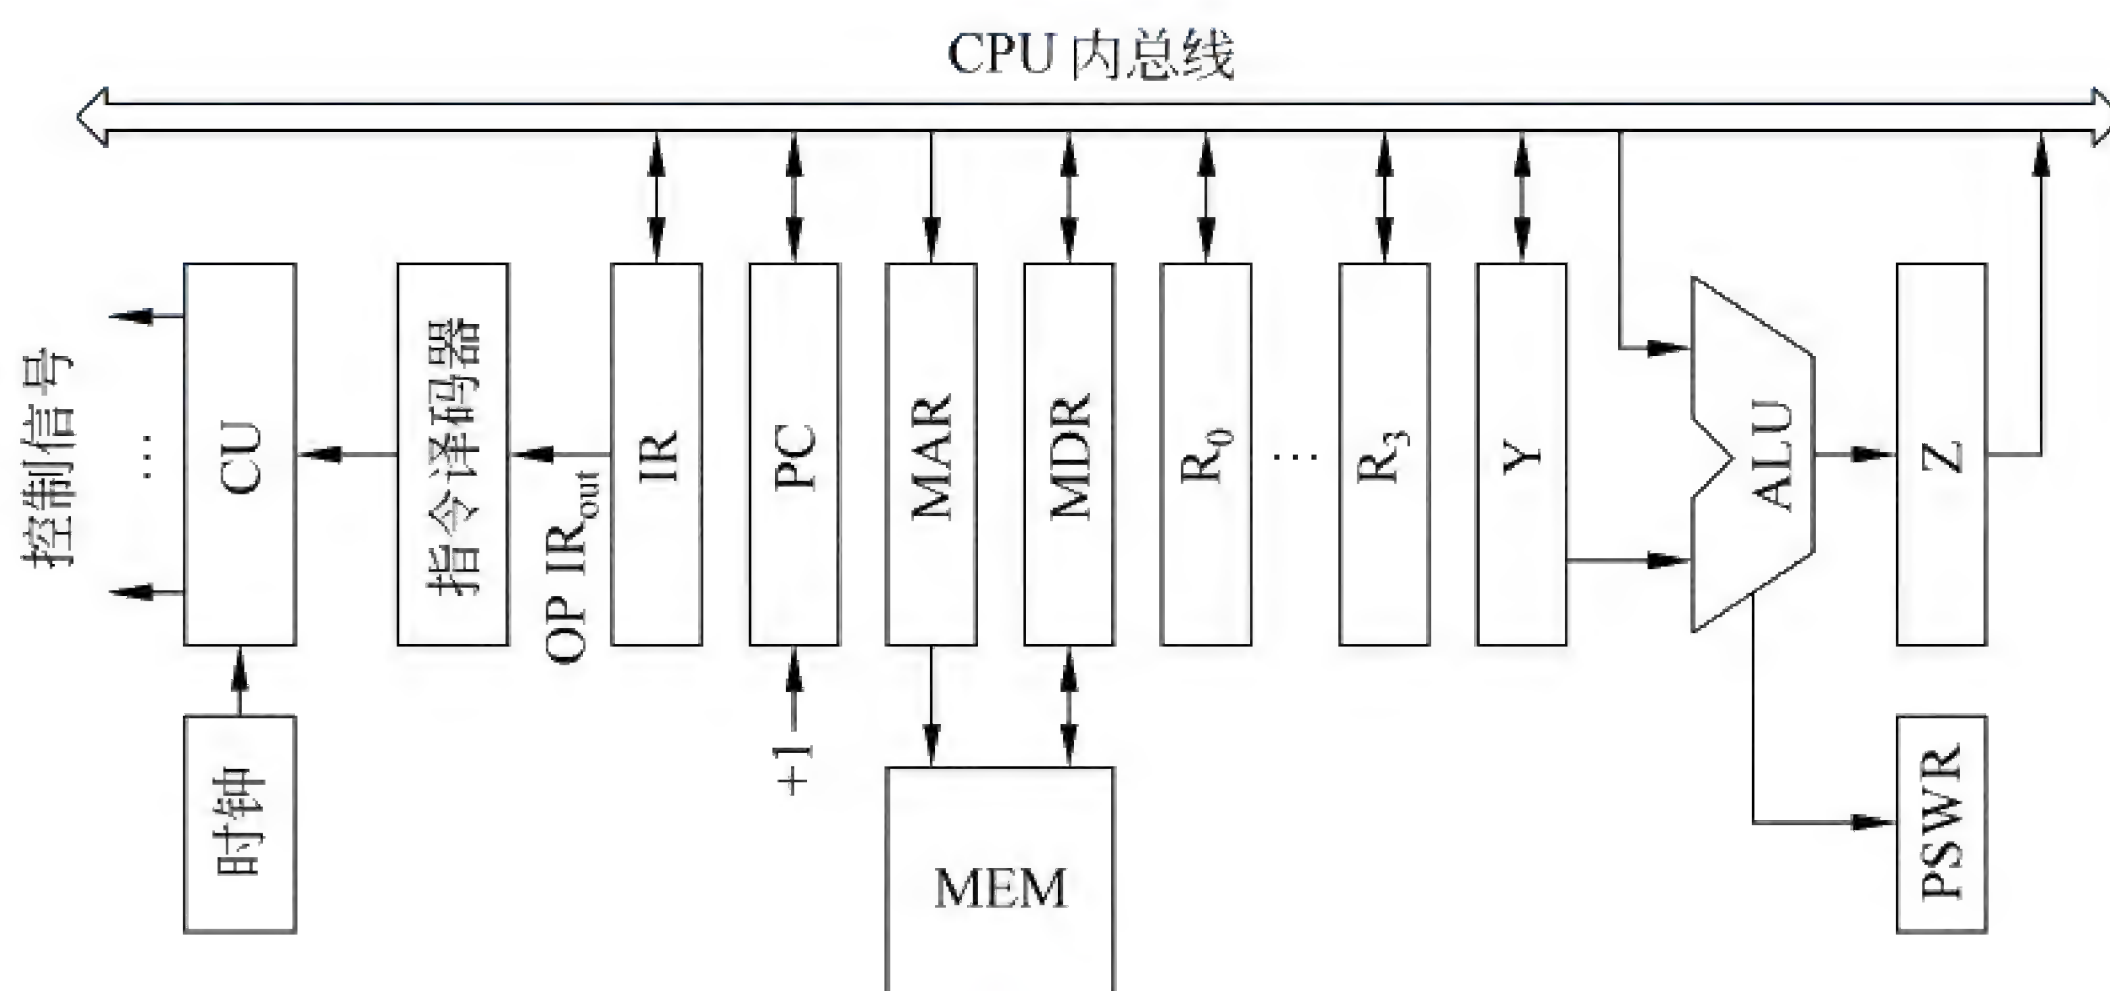 CPU 内总线
控制信号
…
CU
指令译码器
OP IR_out
IR
PC
MAR
MDR
R₀
…
R₃
Y
ALU
Z
时钟
+1
MEM
PSWR